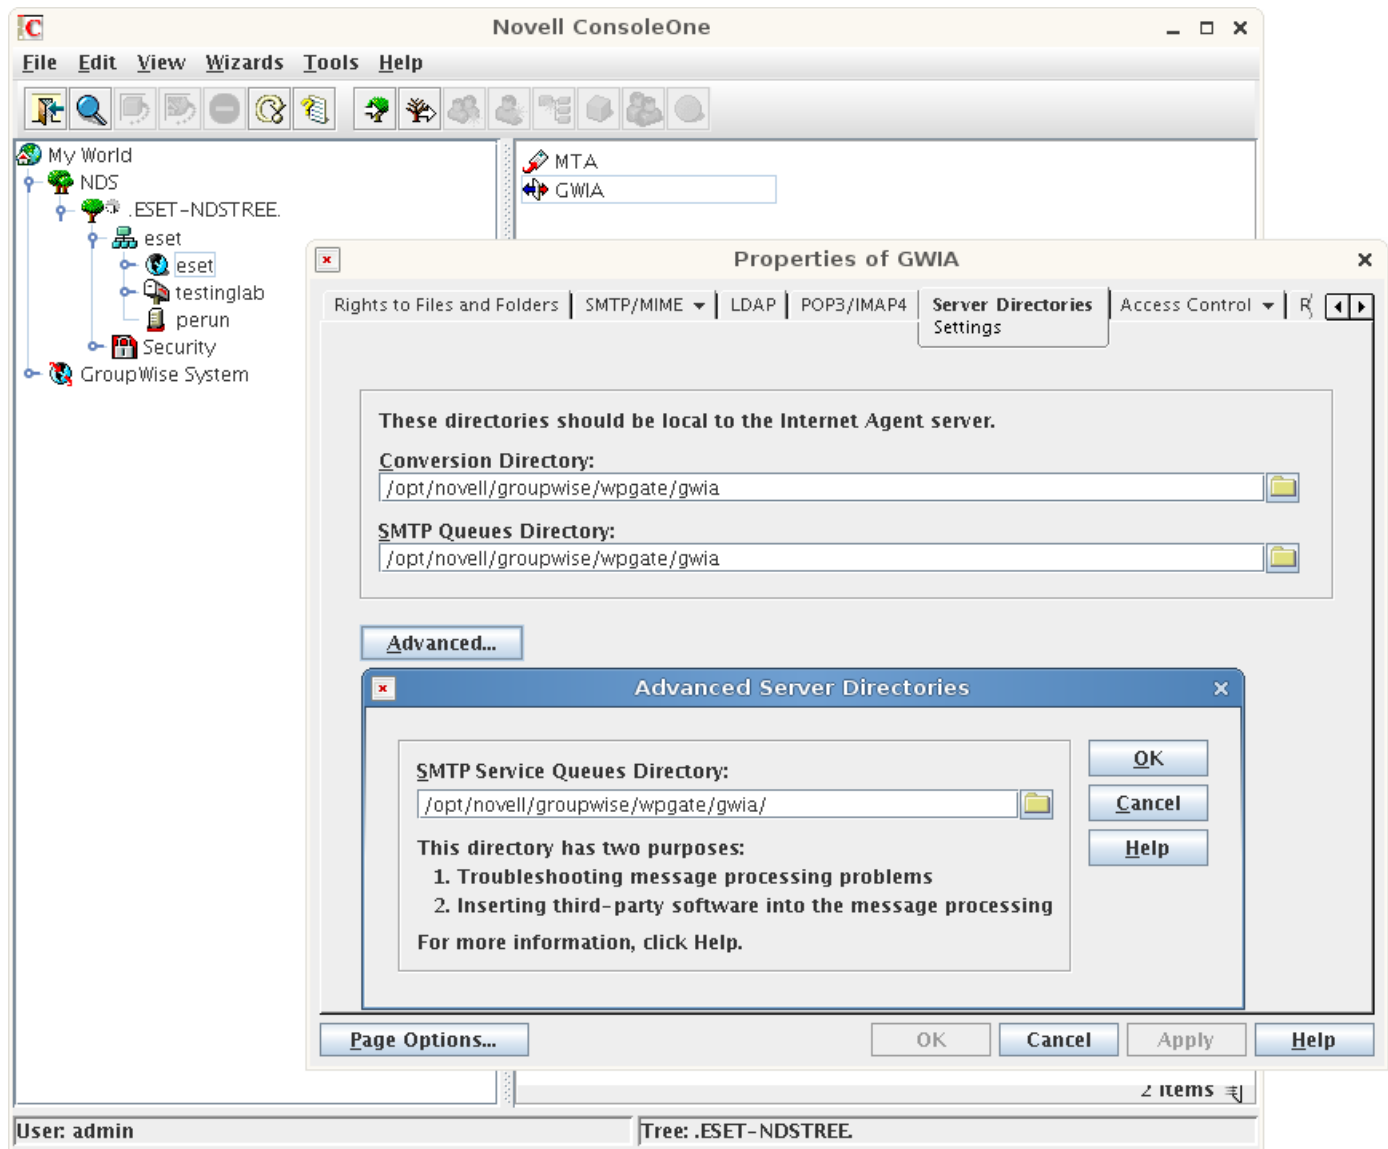 Novell ConsoleOne
File Edit View Wizards Tools Help
My World
NDS
.ESET-NDSTREE.
eset
eset
testinglab
perun
Security
GroupWise System
MTA
GWIA
Properties of GWIA
Rights to Files and Folders SMTP/MIME LDAP POP3/IMAP4 Server Directories Access Control
Settings
These directories should be local to the Internet Agent server.
Conversion Directory:
/opt/novell/groupwise/wpgate/gwia
SMTP Queues Directory:
/opt/novell/groupwise/wpgate/gwia
Advanced...
Advanced Server Directories
SMTP Service Queues Directory:
/opt/novell/groupwise/wpgate/gwia/
This directory has two purposes:
1. Troubleshooting message processing problems
2. Inserting third-party software into the message processing
For more information, click Help.
OK
Cancel
Help
Page Options... OK Cancel Apply Help
2 items
User: admin Tree: .ESET-NDSTREE.